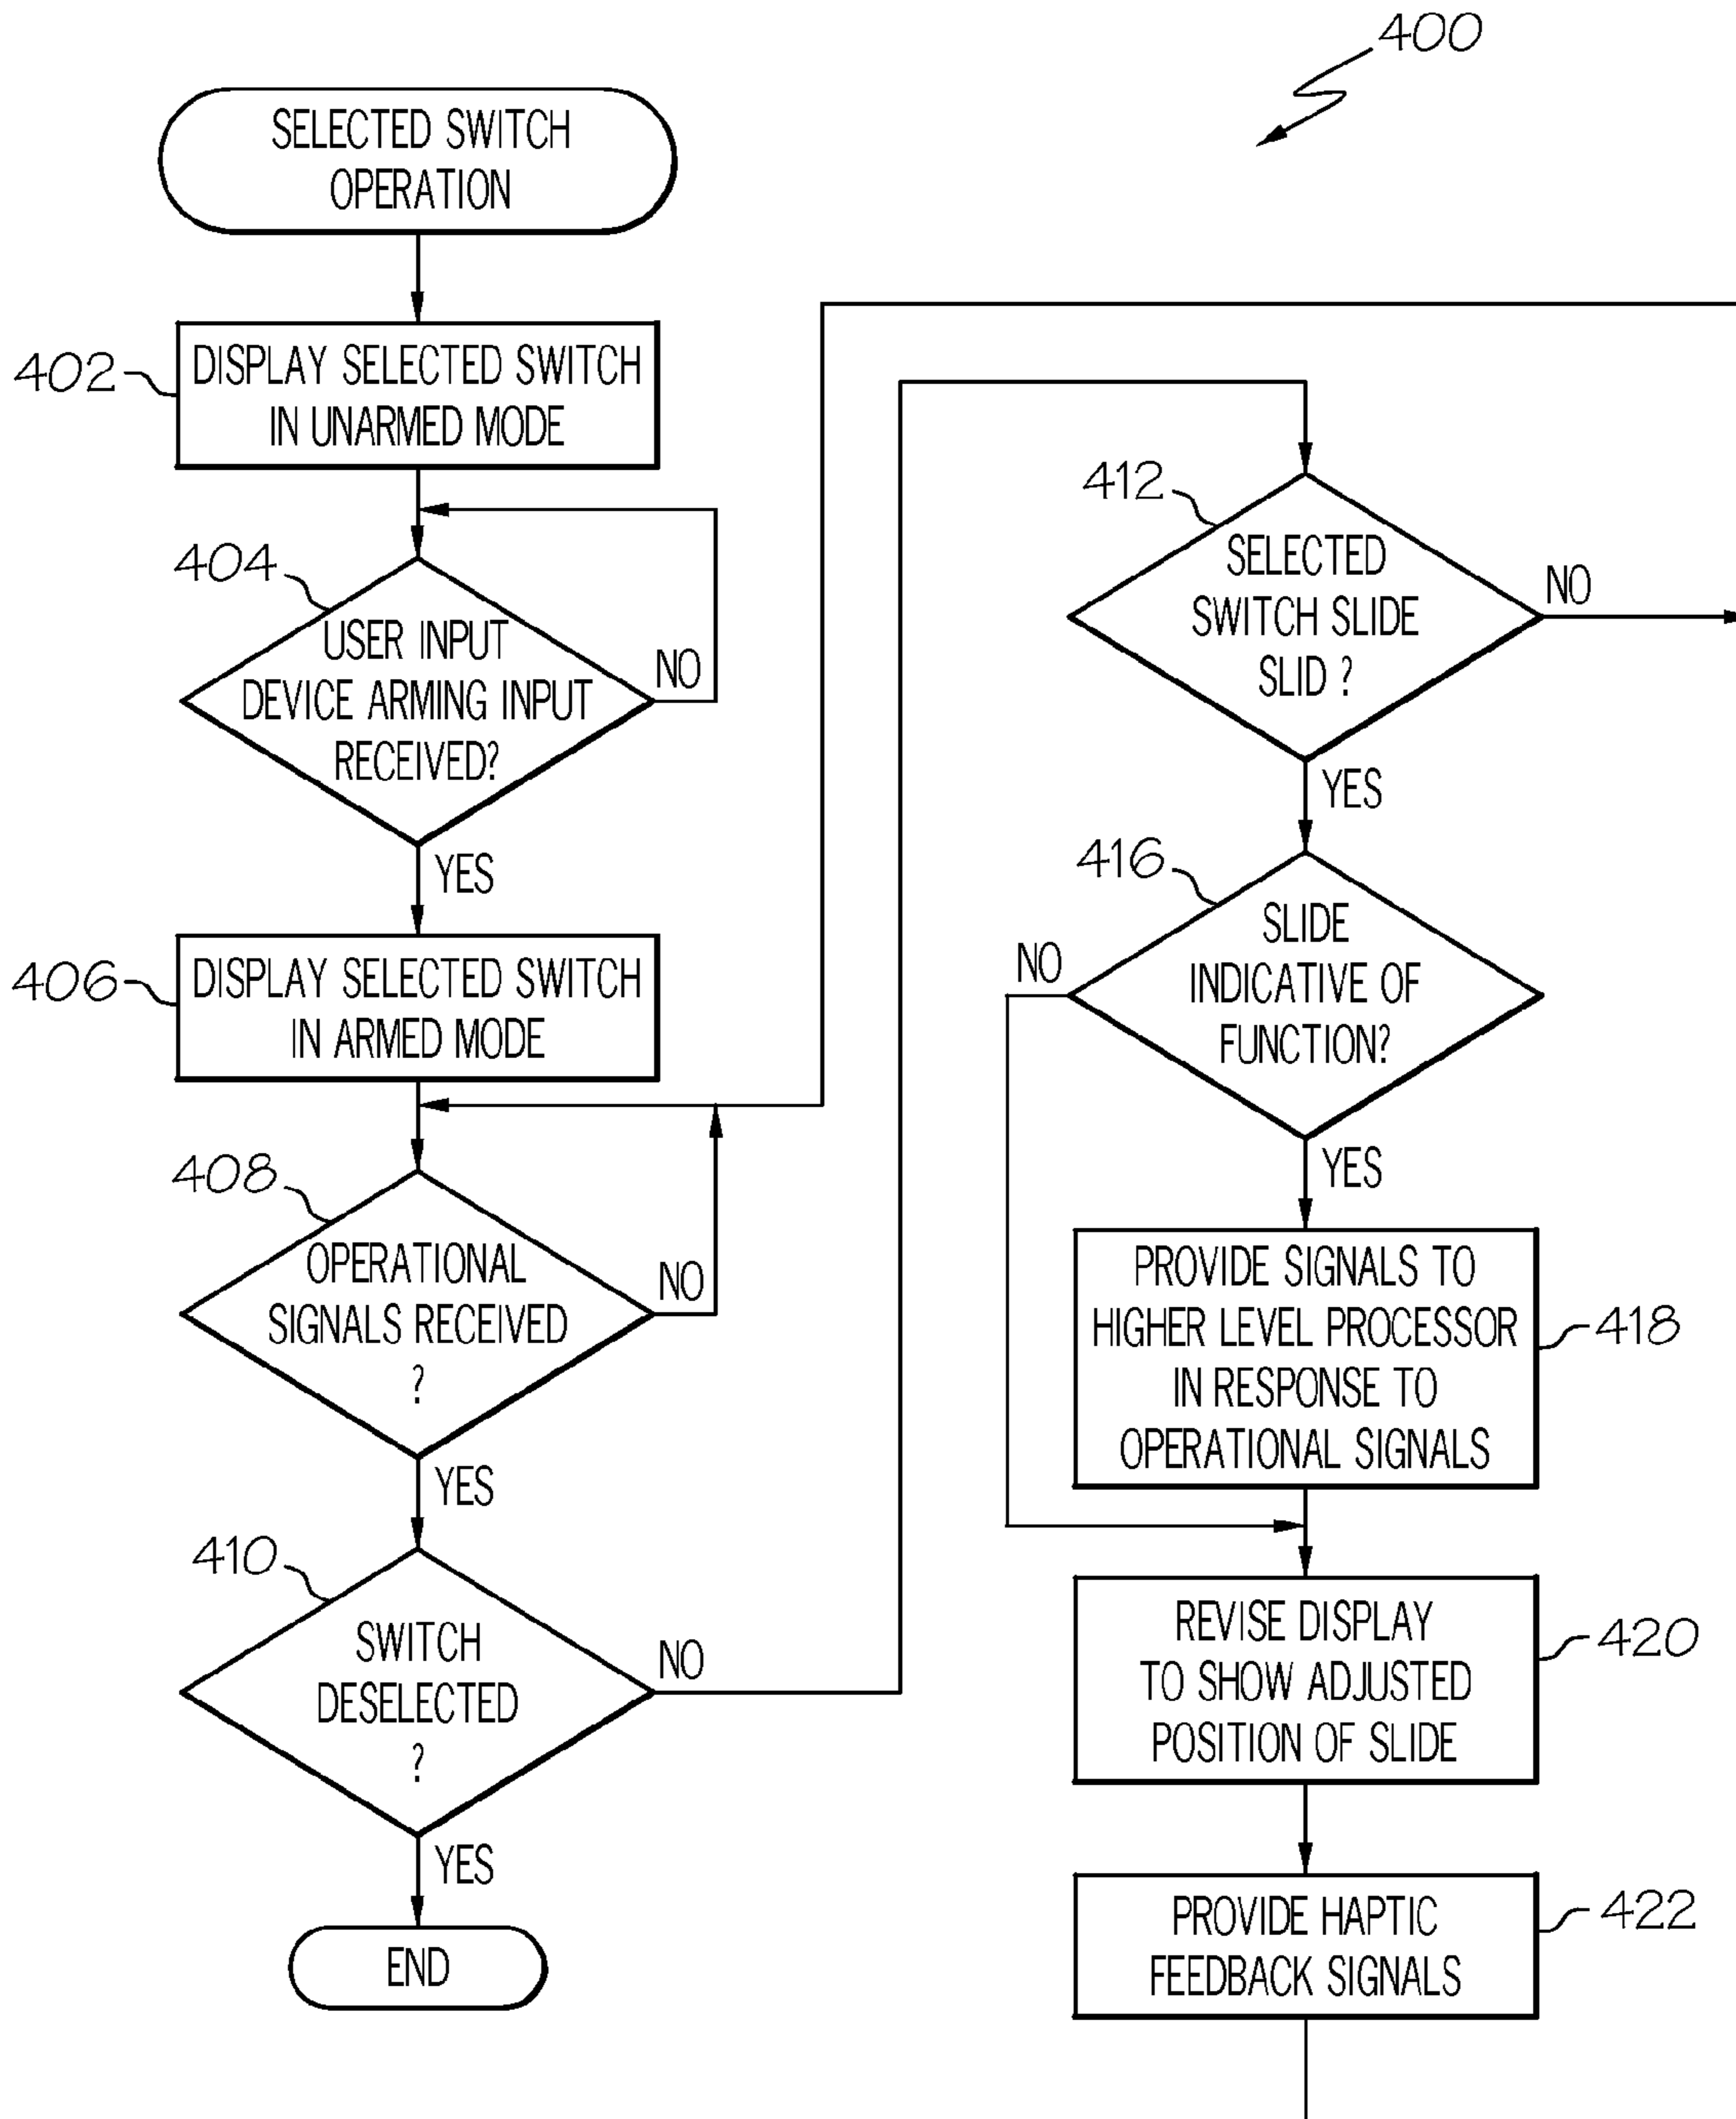 400
SELECTED SWITCH
OPERATION
402
DISPLAY SELECTED SWITCH
IN UNARMED MODE
404
USER INPUT
DEVICE ARMING INPUT
RECEIVED?
NO
YES
406
DISPLAY SELECTED SWITCH
IN ARMED MODE
408
OPERATIONAL
SIGNALS RECEIVED
?
NO
YES
410
SWITCH
DESELECTED
?
NO
YES
END
412
SELECTED
SWITCH SLIDE
SLID ?
NO
YES
416
SLIDE
INDICATIVE OF
FUNCTION?
NO
YES
PROVIDE SIGNALS TO
HIGHER LEVEL PROCESSOR
IN RESPONSE TO
OPERATIONAL SIGNALS
418
REVISE DISPLAY
TO SHOW ADJUSTED
POSITION OF SLIDE
420
PROVIDE HAPTIC
FEEDBACK SIGNALS
422